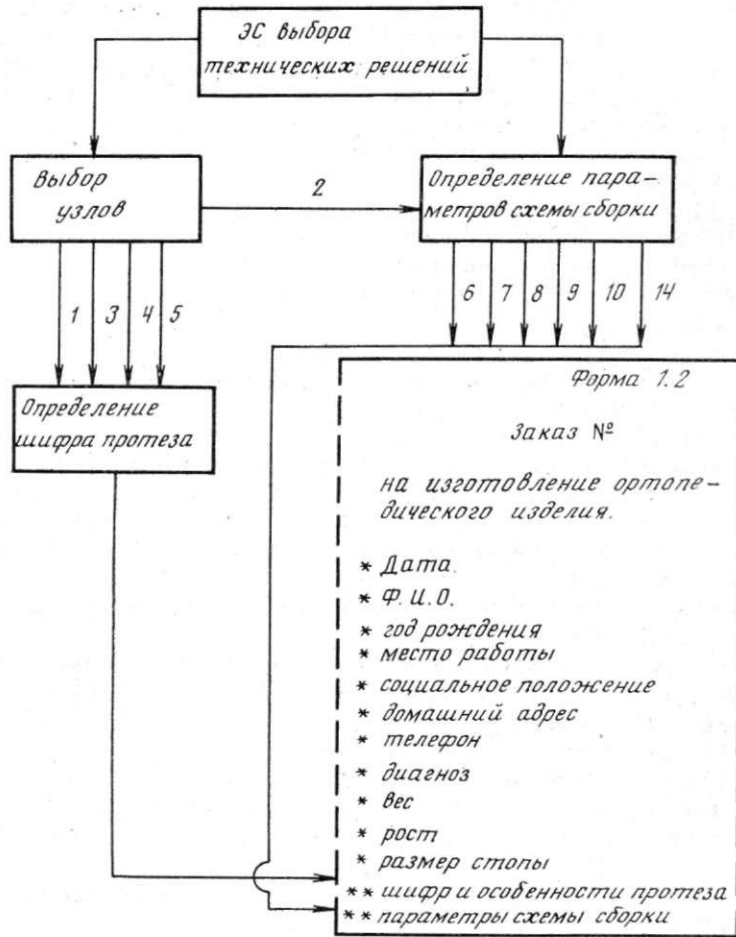 ЭС выбора
технических решений
Выбор
узлов
2
Определение пара-
метров схемы сборки
1 3 4 5
6 7 8 9 10 14
Определение
шифра протеза
Форма 1.2
Заказ №
на изготовление ортопе-
дического изделия.
* Дата
* Ф.И.О.
* год рождения
* место работы
* социальное положение
* домашний адрес
* телефон
* диагноз
* вес
* рост
* размер стопы
** шифр и особенности протеза
** параметры схемы сборки